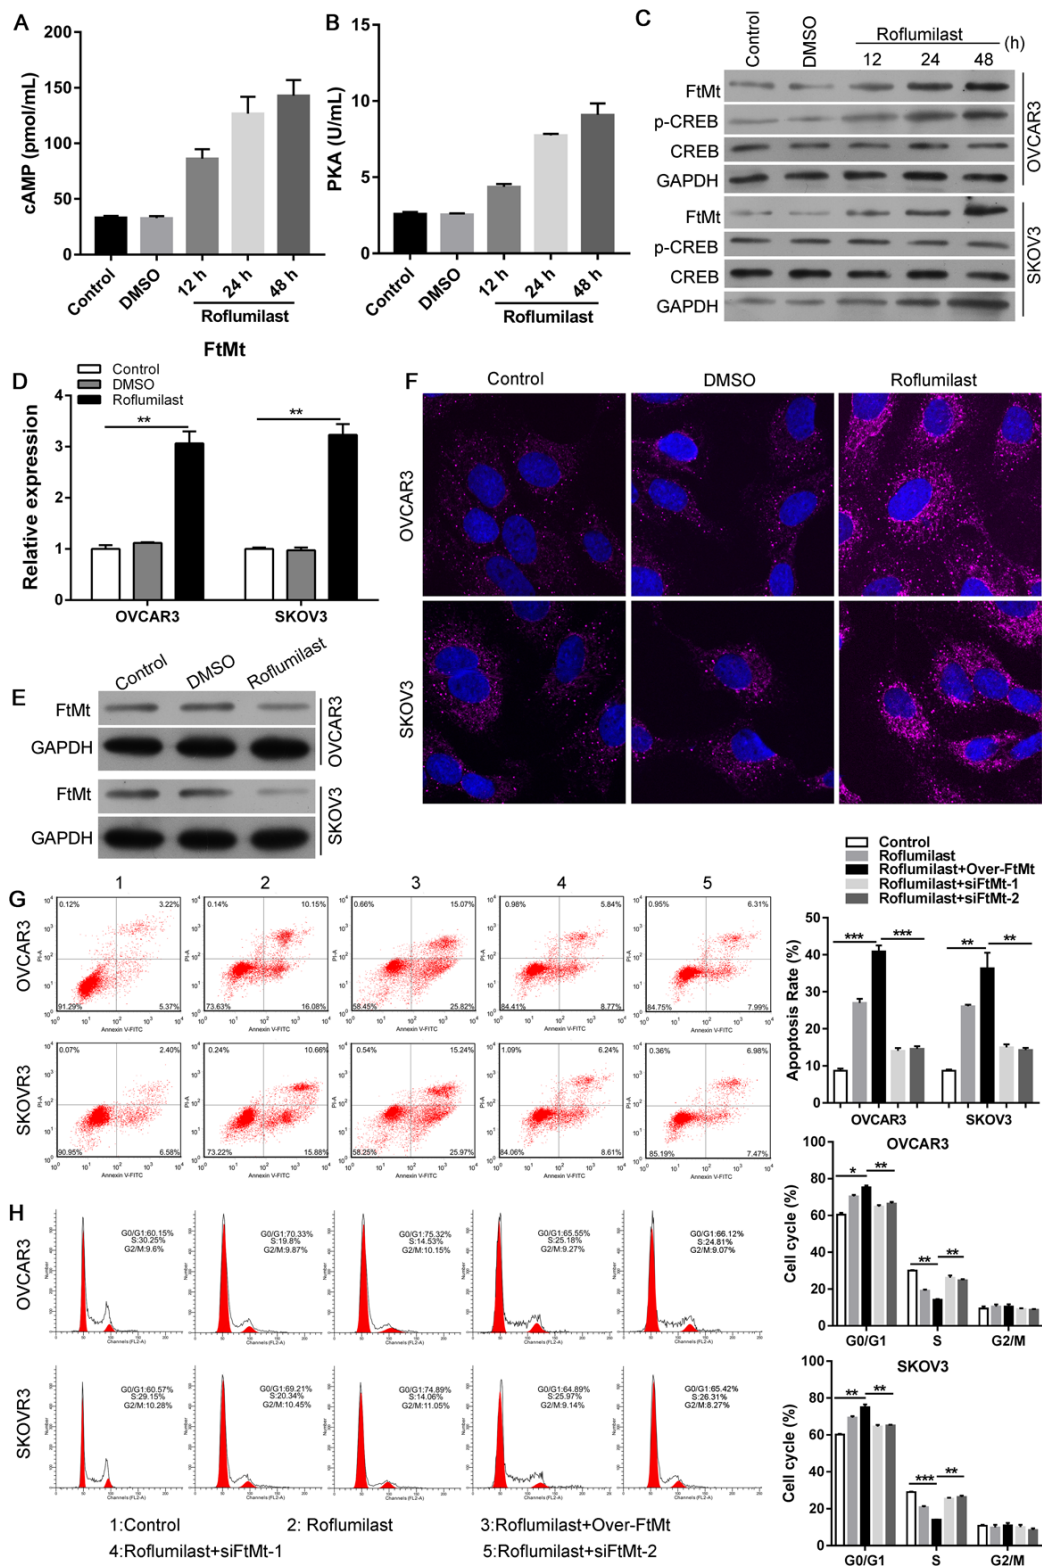 A
cAMP (pmol/mL)
200
150
100
50
0
Control
DMSO
12 h
24 h
48 h
Roflumilast
B
PKA (U/mL)
15
10
5
0
Control
DMSO
12 h
24 h
48 h
Roflumilast
C
Control
DMSO
Roflumilast
(h)
12 24 48
FtMt
p-CREB
CREB
GAPDH
OVCAR3
FtMt
p-CREB
CREB
GAPDH
SKOV3
D
FtMt
Control
DMSO
Roflumilast
Relative expression
4
3
2
1
0
**
**
OVCAR3 SKOV3
E
Control DMSO Roflumilast
FtMt
GAPDH
OVCAR3
FtMt
GAPDH
SKOV3
F
Control DMSO Roflumilast
OVCAR3
SKOV3
G
1 2 3 4 5
OVCAR3
0.12% 3.22%
91.29% 5.37%
0.14% 10.15%
73.63% 16.08%
0.66% 15.07%
58.45% 25.82%
0.98% 5.84%
84.41% 8.77%
0.95% 6.31%
84.75% 7.99%
PI-A
Annexin V-FITC
SKOVR3
0.07% 2.40%
90.95% 6.58%
0.24% 10.66%
73.22% 15.88%
0.54% 15.24%
58.25% 25.97%
1.09% 6.24%
84.06% 8.61%
0.36% 6.98%
85.19% 7.47%
PI-A
Annexin V-FITC
Control
Roflumilast
Roflumilast+Over-FtMt
Roflumilast+siFtMt-1
Roflumilast+siFtMt-2
Apoptosis Rate (%)
50
40
30
20
10
0
*** ***
** **
OVCAR3 SKOV3
H
OVCAR3
G0/G1:60.15%
S:30.25%
G2/M:9.6%
G0/G1:70.33%
S:19.8%
G2/M:9.87%
G0/G1:75.32%
S:14.53%
G2/M:10.15%
G0/G1:65.55%
S:25.18%
G2/M:9.27%
G0/G1:66.12%
S:24.81%
G2/M:9.07%
Number
Channels (FL2-A)
SKOVR3
G0/G1:60.57%
S:29.15%
G2/M:10.28%
G0/G1:69.21%
S:20.34%
G2/M:10.45%
G0/G1:74.89%
S:14.06%
G2/M:11.05%
G0/G1:64.89%
S:25.97%
G2/M:9.14%
G0/G1:65.42%
S:26.31%
G2/M:8.27%
Number
Channels (FL2-A)
OVCAR3
Cell cycle (%)
100
80
60
40
20
0
* **
** **
G0/G1 S G2/M
SKOV3
Cell cycle (%)
100
80
60
40
20
0
** **
*** **
G0/G1 S G2/M
1:Control 2: Roflumilast 3:Roflumilast+Over-FtMt
4:Roflumilast+siFtMt-1 5:Roflumilast+siFtMt-2